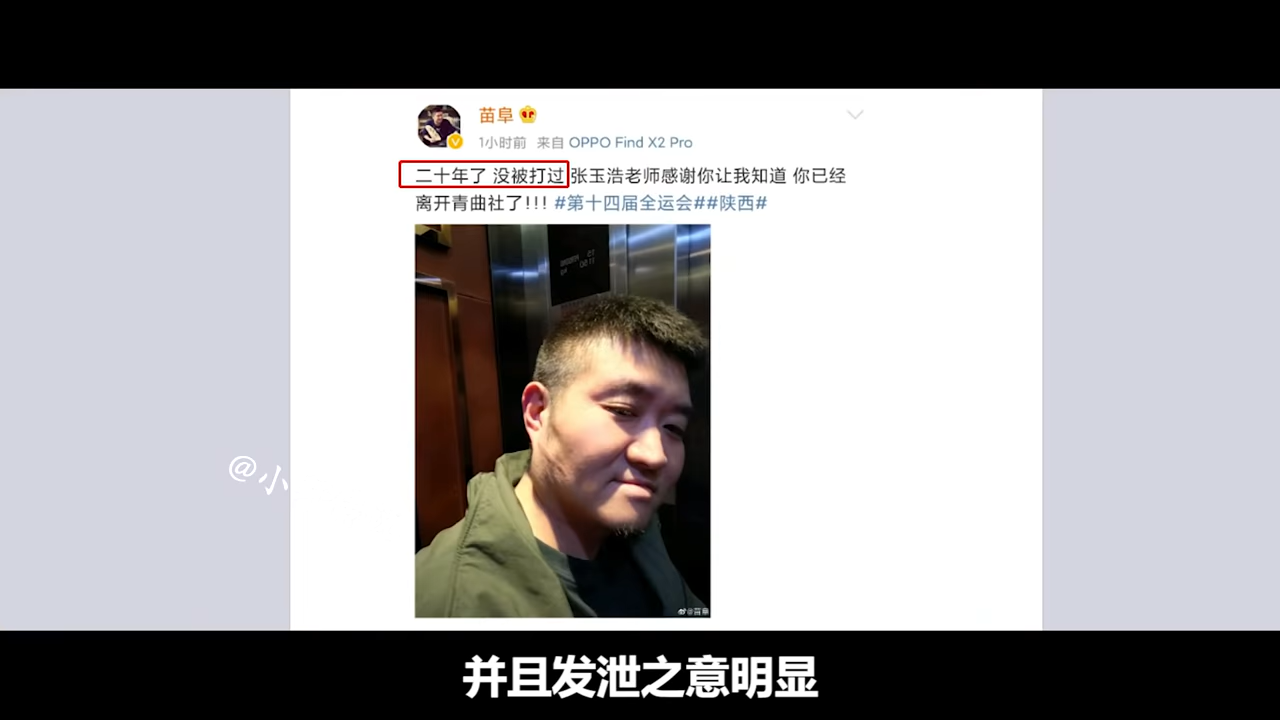 苗阜
1小时前 来自 OPPO Find X2 Pro
二十年了 没被打过 张玉浩老师感谢你让我知道 你已经
离开青曲社了!!! #第十四届全运会##陕西#
@小
@苗阜
并且发泄之意明显